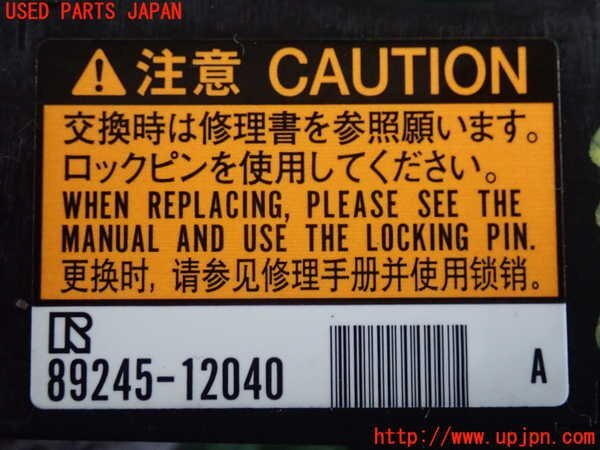 USED PARTS JAPAN
注意 CAUTION
交換時は修理書を参照願います。
ロックピンを使用してください。
WHEN REPLACING, PLEASE SEE THE
MANUAL AND USE THE LOCKING PIN.
更换时,请参见修理手册并使用锁销。
R
89245-12040
A
http://www.upjpn.com/